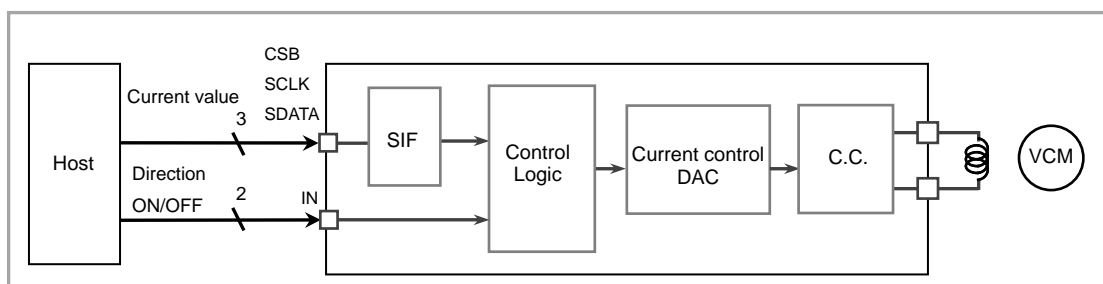 CSB
SCLK
SDATA
Current value
3
Host
Direction
ON/OFF
2
IN
SIF
Control
Logic
Current control
DAC
C.C.
VCM